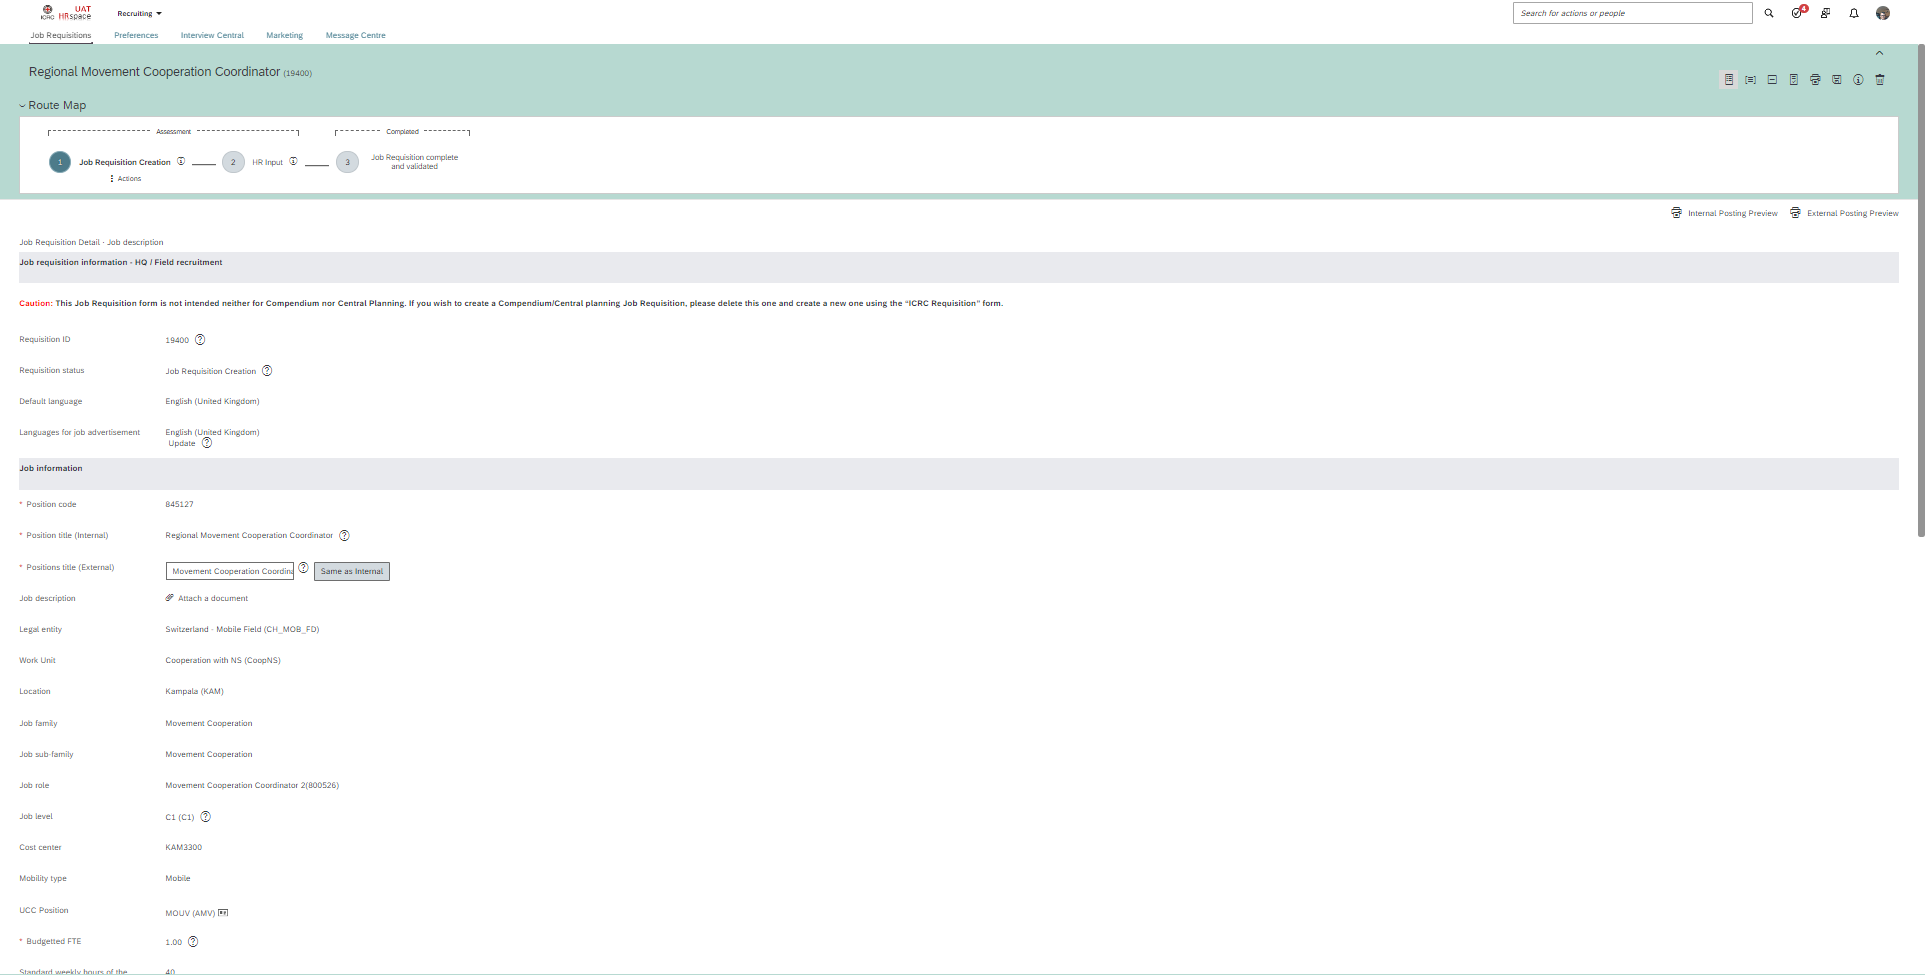 ICRC UAT HRspace
Recruiting
Search for actions or people
4
Job Requisitions
Preferences
Interview Central
Marketing
Message Centre
Regional Movement Cooperation Coordinator (19400)
Route Map
Assessment
Completed
1
Job Requisition Creation
2
HR Input
3
Job Requisition complete
and validated
Actions
Internal Posting Preview
External Posting Preview
Job Requisition Detail - Job description
Job requisition information - HQ / Field recruitment
Caution: This Job Requisition form is not intended neither for Compendium nor Central Planning. If you wish to create a Compendium/Central planning Job Requisition, please delete this one and create a new one using the "ICRC Requisition" form.
Requisition ID
19400
Requisition status
Job Requisition Creation
Default language
English (United Kingdom)
Languages for job advertisement
English (United Kingdom)
Update
Job information
* Position code
845127
* Position title (Internal)
Regional Movement Cooperation Coordinator
* Positions title (External)
Movement Cooperation Coordina
Same as Internal
Job description
Attach a document
Legal entity
Switzerland - Mobile Field (CH_MOB_FD)
Work Unit
Cooperation with NS (CoopNS)
Location
Kampala (KAM)
Job family
Movement Cooperation
Job sub-family
Movement Cooperation
Job role
Movement Cooperation Coordinator 2(800526)
Job level
C1 (C1)
Cost center
KAM3300
Mobility type
Mobile
UCC Position
MOUV (AMV)
* Budgetted FTE
1.00
Standard weekly hours of the
40